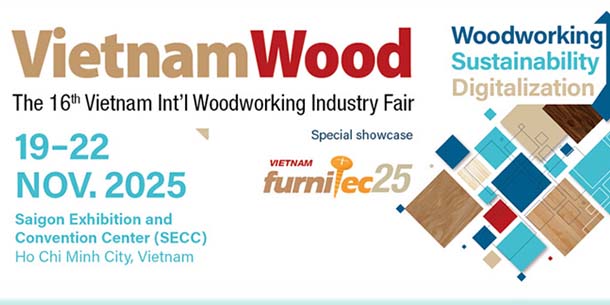 VietnamWood
The 16th Vietnam Int'l Woodworking Industry Fair
19–22
NOV. 2025
Saigon Exhibition and
Convention Center (SECC)
Ho Chi Minh City, Vietnam
Special showcase
VIETNAM
furnitec25
Woodworking
Sustainability
Digitalization